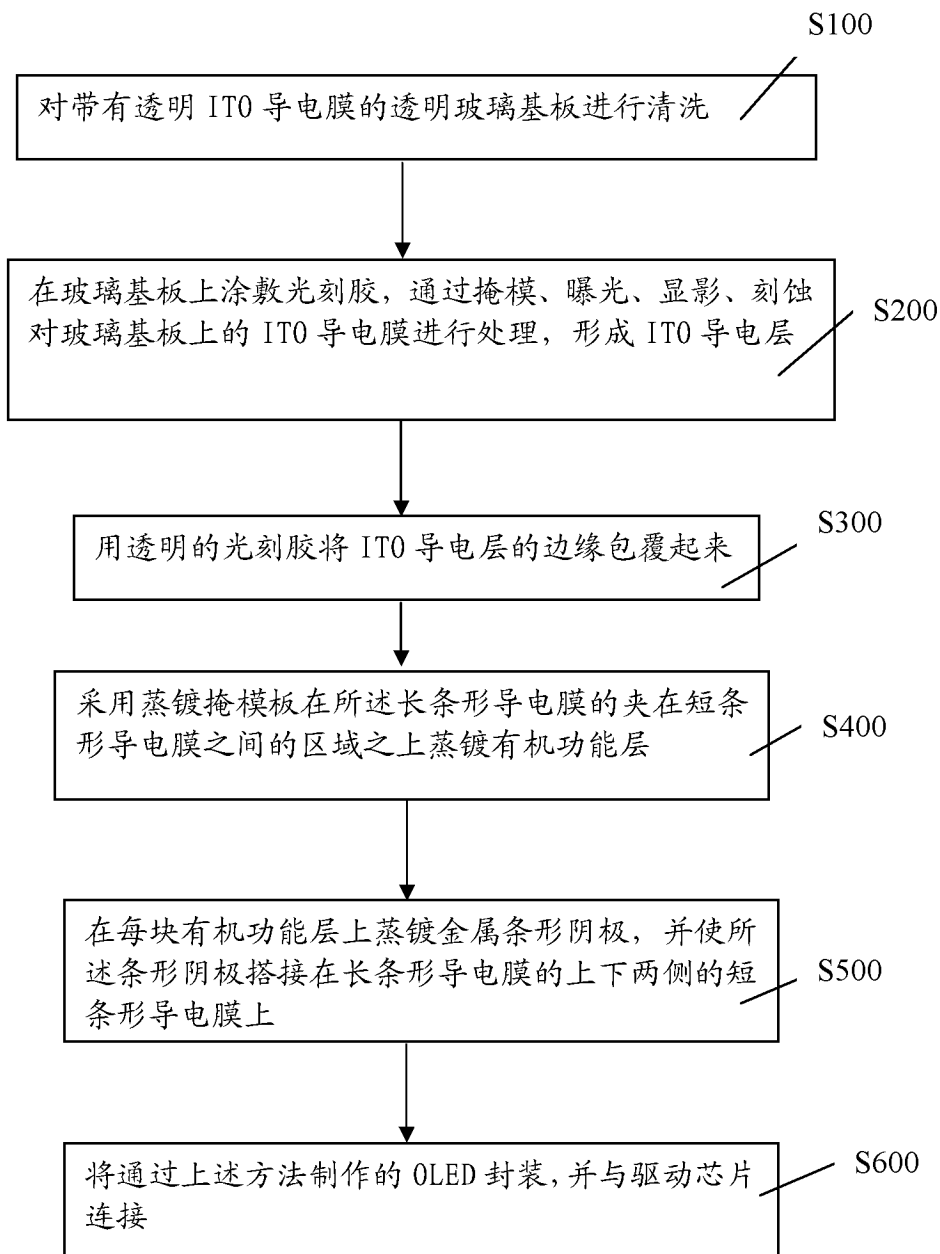 S100
对带有透明 ITO 导电膜的透明玻璃基板进行清洗
在玻璃基板上涂敷光刻胶，通过掩模、曝光、显影、刻蚀
对玻璃基板上的 ITO 导电膜进行处理，形成 ITO 导电层
S200
S300
用透明的光刻胶将 ITO 导电层的边缘包覆起来
采用蒸镀掩模板在所述长条形导电膜的夹在短条
形导电膜之间的区域之上蒸镀有机功能层
S400
在每块有机功能层上蒸镀金属条形阴极，并使所
述条形阴极搭接在长条形导电膜的上下两侧的短
条形导电膜上
S500
将通过上述方法制作的 OLED 封装,并与驱动芯片
连接
S600